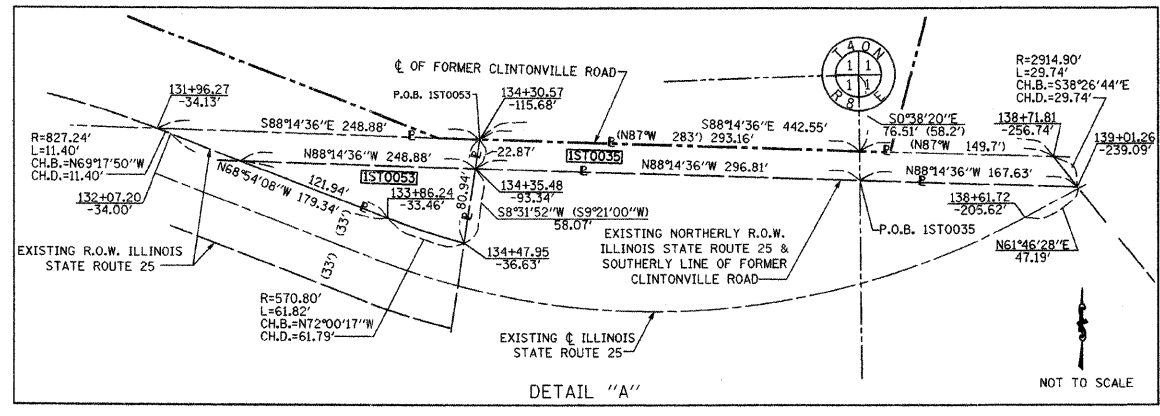 131+96.27
-34.13'
℄ OF FORMER CLINTONVILLE ROAD
P.O.B. 1ST0053
134+30.57
-115.68'
T40N
1 1
1 1
R8E
R=2914.90'
L=29.74'
CH.B.=S38°26'44"E
CH.D.=29.74'
S0°38'20"E
76.51' (58.2')
138+71.81
-256.74'
139+01.26
-239.09'
R=827.24'
L=11.40'
CH.B.=N69°17'50"W
CH.D.=11.40'
S88°14'36"E 248.88'
(N87°W 283') 293.16'
S88°14'36"E 442.55'
(N87°W 149.7')
22.87'
1ST0035
N88°14'36"W 248.88'
N88°14'36"W 296.81'
N88°14'36"W 167.63'
N68°54'08"W 179.34'
121.94'
1ST0053
80.94'
132+07.20
-34.00'
(33')
133+86.24
-33.46'
134+35.48
-93.34'
S8°31'52"W (S9°21'00"W)
58.07'
138+61.72
-205.62'
P.O.B. 1ST0035
EXISTING R.O.W. ILLINOIS
STATE ROUTE 25
(33')
134+47.95
-36.63'
EXISTING NORTHERLY R.O.W.
ILLINOIS STATE ROUTE 25 &
SOUTHERLY LINE OF FORMER
CLINTONVILLE ROAD
N61°46'28"E
47.19'
R=570.80'
L=61.82'
CH.B.=N72°00'17"W
CH.D.=61.79'
EXISTING ℄ ILLINOIS
STATE ROUTE 25
NOT TO SCALE
DETAIL "A"